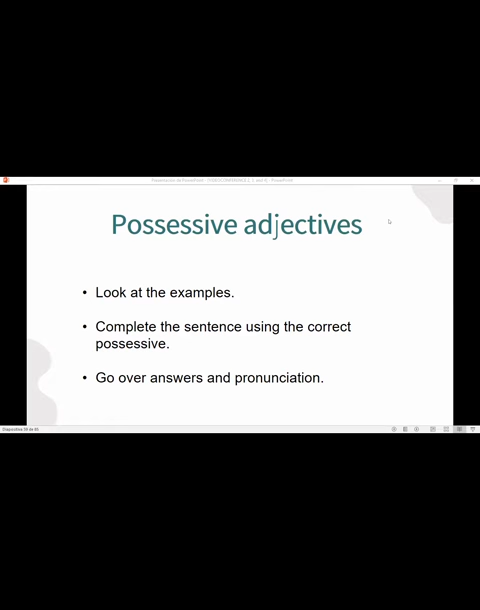 Possessive adjectives
• Look at the examples.
• Complete the sentence using the correct
possessive.
• Go over answers and pronunciation.